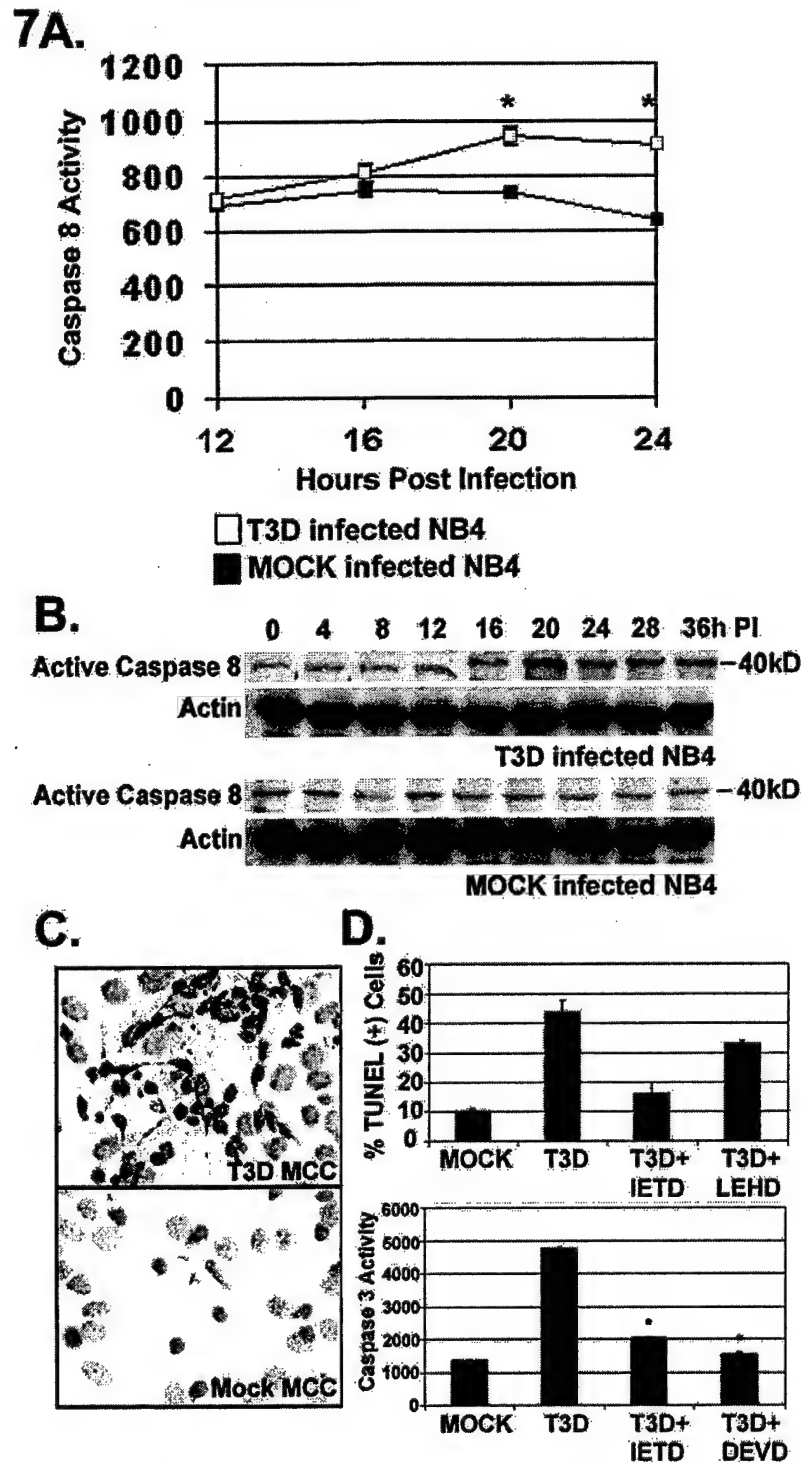 7A.
1200
1000
800
600
400
200
0
Caspase 8 Activity
* *
12 16 20 24
Hours Post Infection
T3D infected NB4
MOCK infected NB4
B.
0 4 8 12 16 20 24 28 36h PI
Active Caspase 8 –40kD
Actin
T3D infected NB4
Active Caspase 8 –40kD
Actin
MOCK infected NB4
C.
T3D MCC
Mock MCC
D.
% TUNEL (+) Cells
60
50
40
30
20
10
0
MOCK T3D T3D+ IETD T3D+ LEHD
Caspase 3 Activity
6000
5000
4000
3000
2000
1000
0
MOCK T3D T3D+ IETD T3D+ DEVD